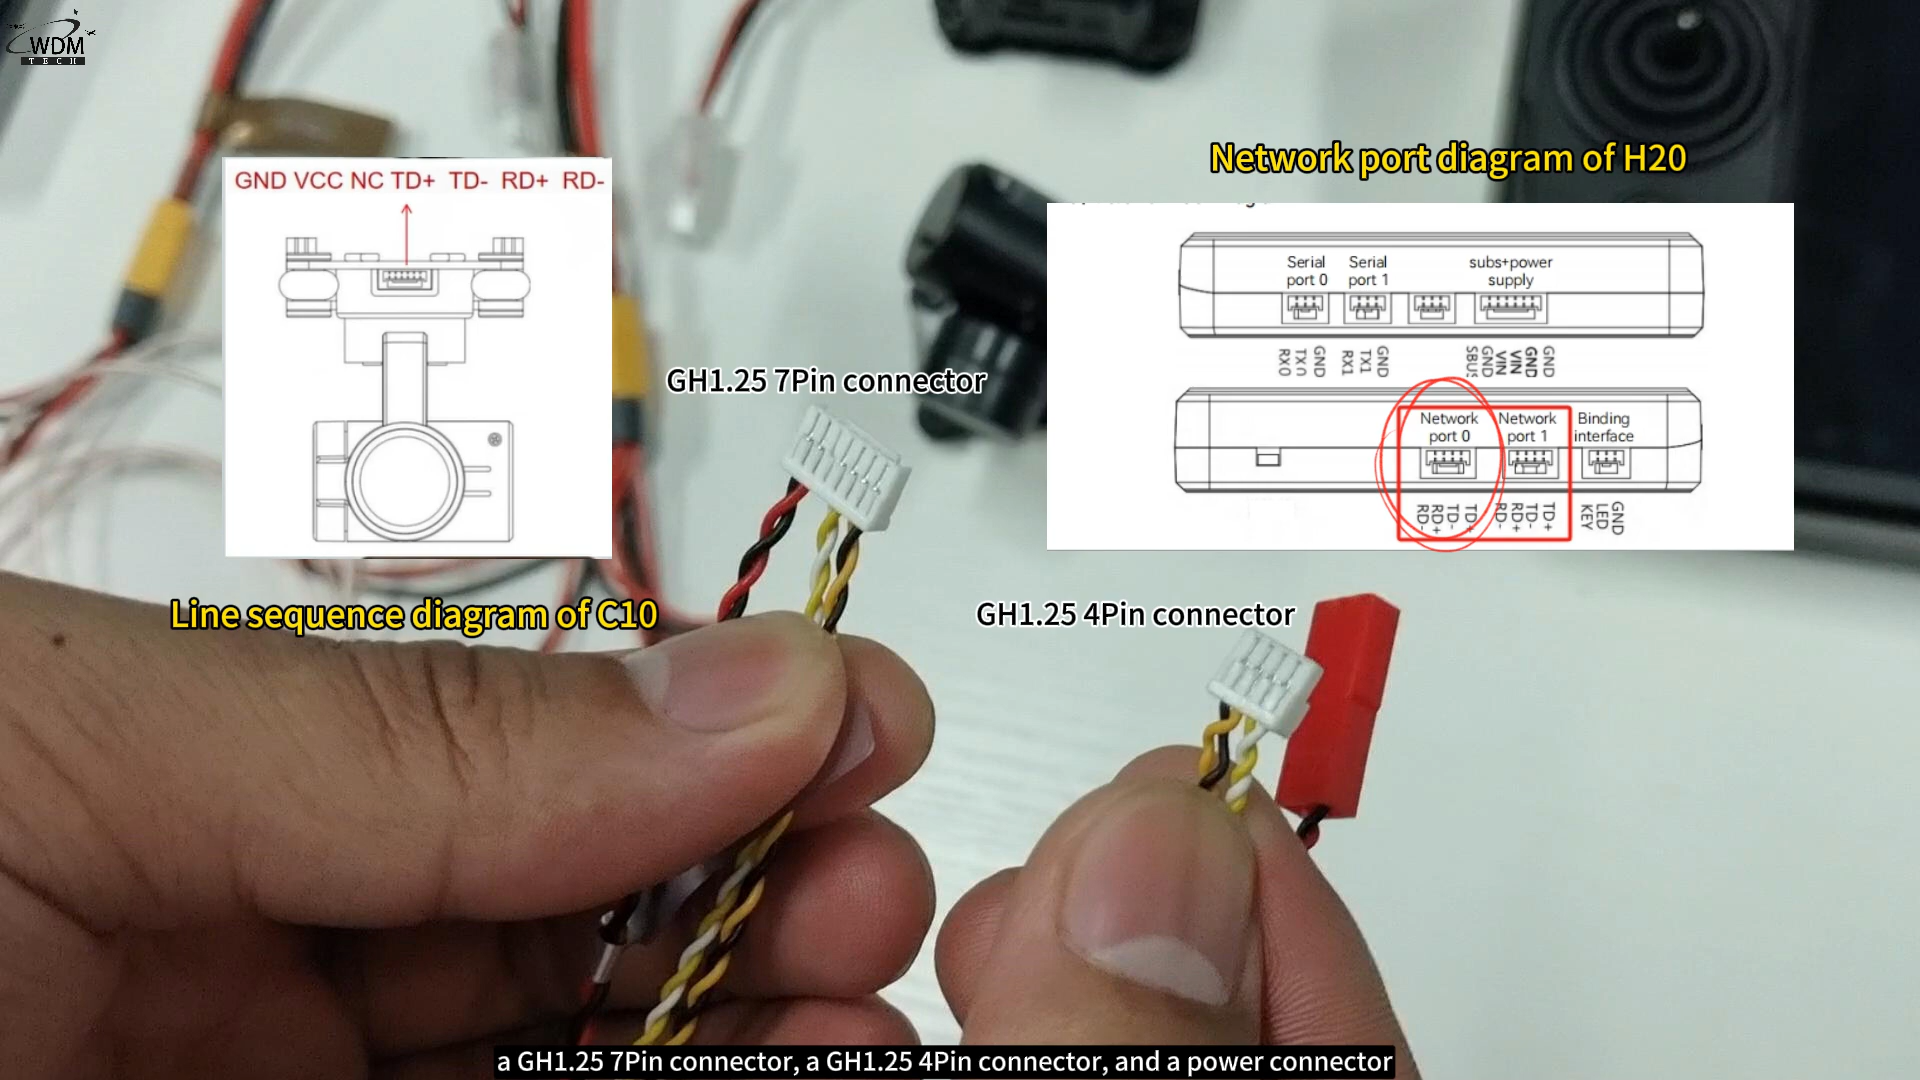 WDM
TECH
GND VCC NC TD+ TD- RD+ RD-
Line sequence diagram of C10
GH1.25 7Pin connector
Network port diagram of H20
Serial port 0
Serial port 1
subs+power supply
RX0 TX0 GND
RX1 TX1 GND
SBUS GND VIN VIN GND GND
Network port 0
Network port 1
Binding interface
RD- RD+ TD- TD+
RD- RD+ TD- TD+
KEY LED GND
GH1.25 4Pin connector
a GH1.25 7Pin connector, a GH1.25 4Pin connector, and a power connector